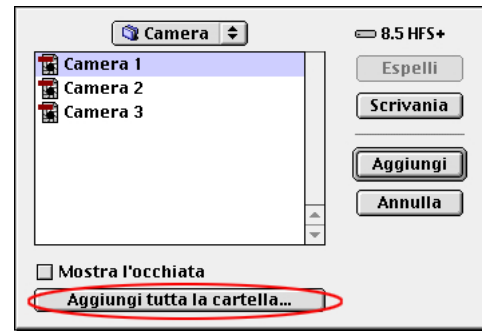 Camera
8.5 HFS+
Camera 1
Camera 2
Camera 3
Espelli
Scrivania
Aggiungi
Annulla
Mostra l'occhiata
Aggiungi tutta la cartella...